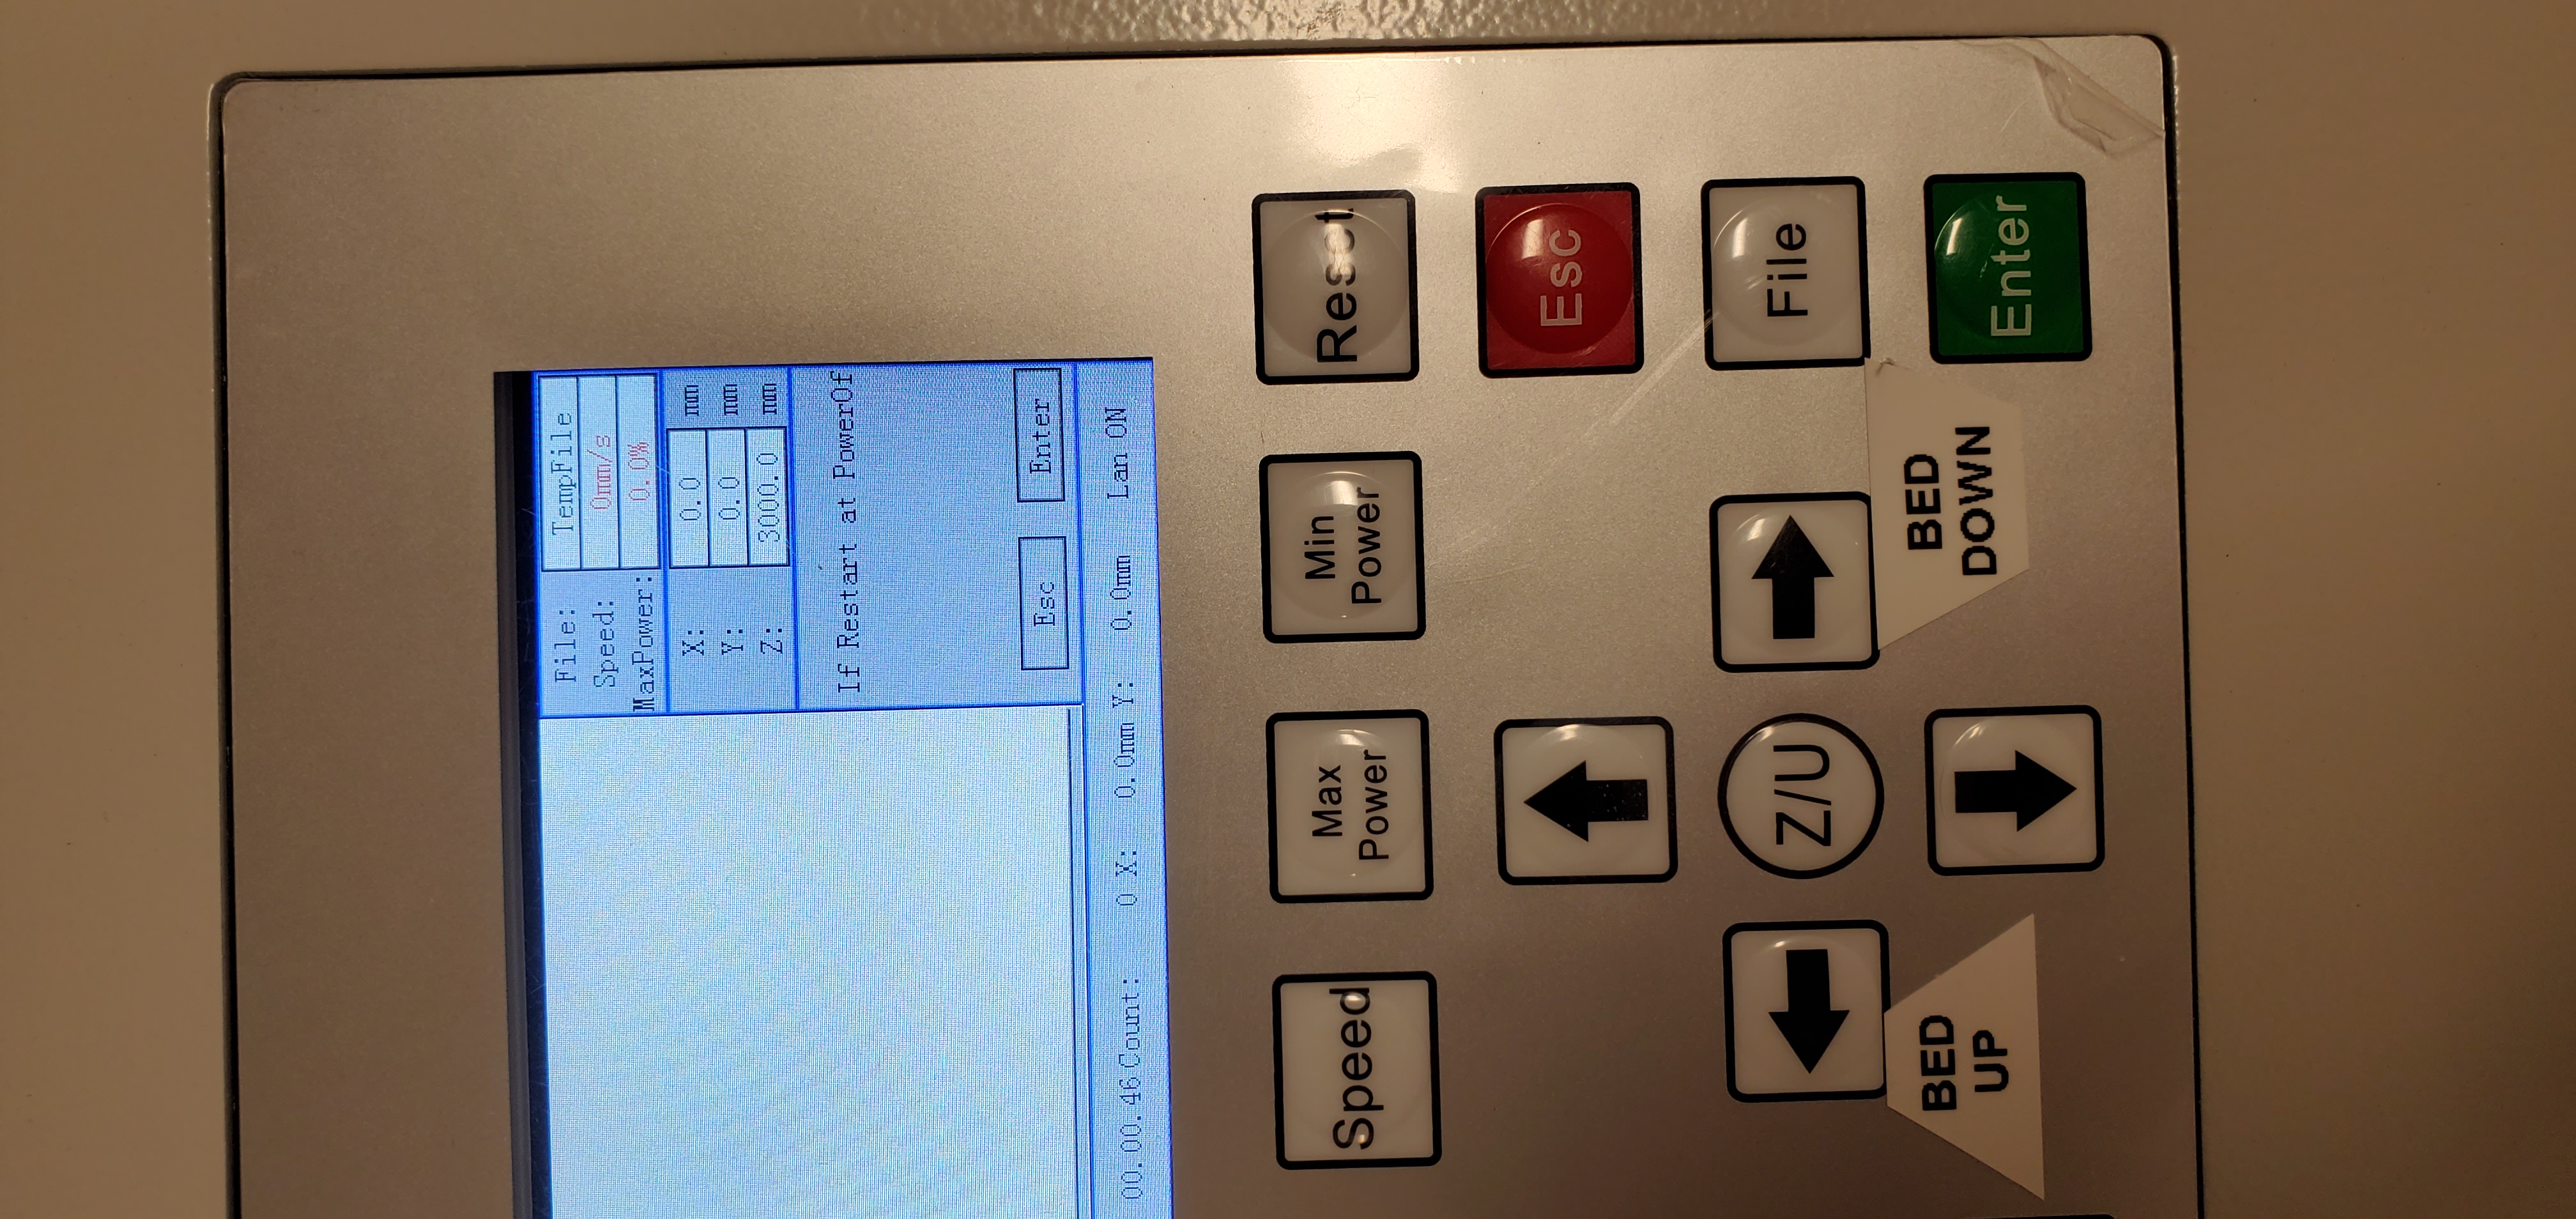 File: TempFile
Speed: 0mm/s
MaxPower: 0.0%
X: 0.0 mm
Y: 0.0 mm
Z: 3000.0 mm
If Restart at PowerOf
Esc Enter
00.00.46 Count: 0 X: 0.0mm Y: 0.0mm Lan ON
Speed
Max
Power
Min
Power
Reset
Esc
Z/U
File
BED
UP
BED
DOWN
Enter